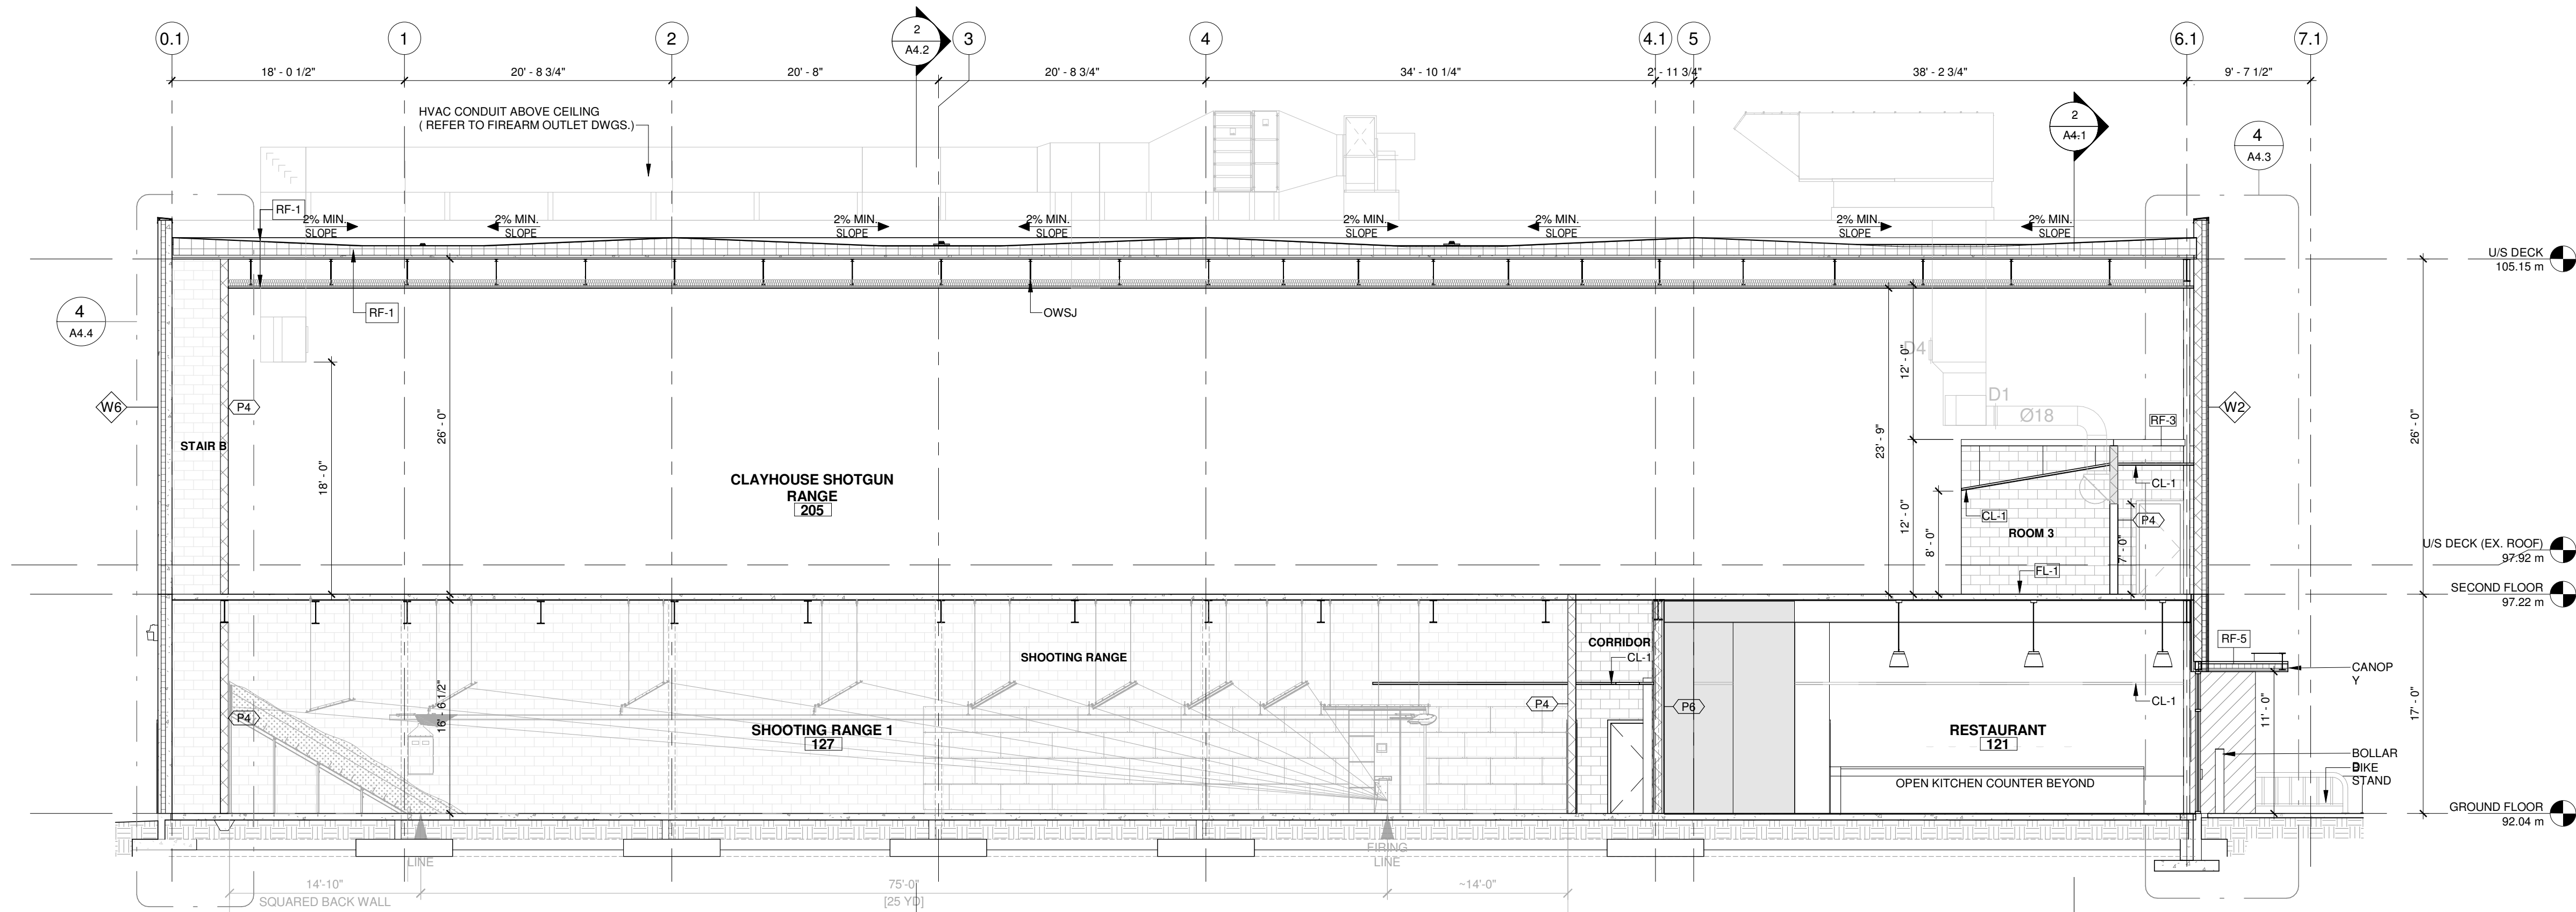 0.1
1
2
2
A4.2
3
4
4.1
5
6.1
7.1
18' - 0 1/2"
20' - 8 3/4"
20' - 8"
20' - 8 3/4"
34' - 10 1/4"
2' - 11 3/4"
38' - 2 3/4"
9' - 7 1/2"
HVAC CONDUIT ABOVE CEILING
( REFER TO FIREARM OUTLET DWGS.)
2
A4.1
4
A4.3
RF-1
2% MIN.
SLOPE
2% MIN.
SLOPE
2% MIN.
SLOPE
2% MIN.
SLOPE
2% MIN.
SLOPE
2% MIN.
SLOPE
2% MIN.
SLOPE
2% MIN.
SLOPE
U/S DECK
105.15 m
4
A4.4
RF-1
OWSJ
D4
12' - 0"
D1
Ø18
W6
P4
STAIR B
26' - 0"
18' - 0"
CLAYHOUSE SHOTGUN
RANGE
205
23' - 9"
12' - 0"
8' - 0"
7' - 0"
RF-3
W2
26' - 0"
CL-1
CL-1
P4
ROOM 3
FL-1
U/S DECK (EX. ROOF)
97.92 m
SECOND FLOOR
97.22 m
SHOOTING RANGE
CORRIDOR
CL-1
RF-5
CANOP
Y
P4
16' - 6 1/2"
SHOOTING RANGE 1
127
P4
P6
CL-1
RESTAURANT
121
11' - 0"
17' - 0"
OPEN KITCHEN COUNTER BEYOND
BOLLAR
D
BIKE
STAND
GROUND FLOOR
92.04 m
LINE
FIRING
LINE
14'-10"
SQUARED BACK WALL
75'-0"
[25 YD]
~14'-0"